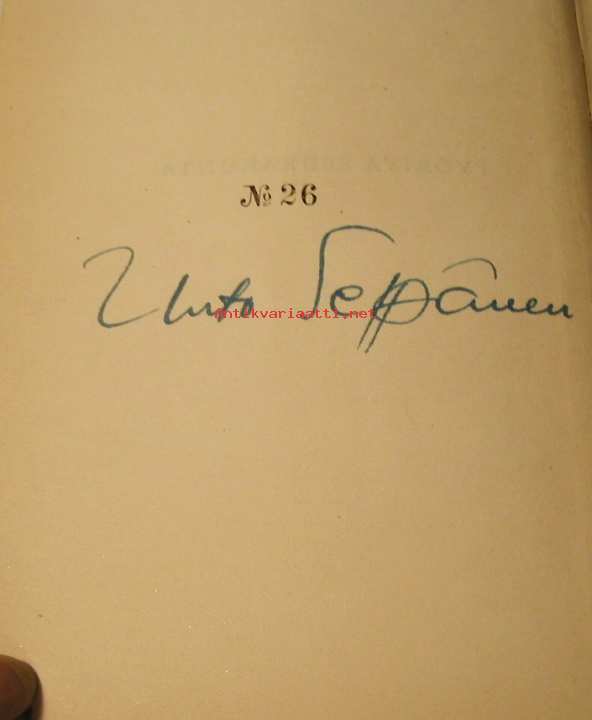 № 26
Unto Seppänen
antikvariaatti.net